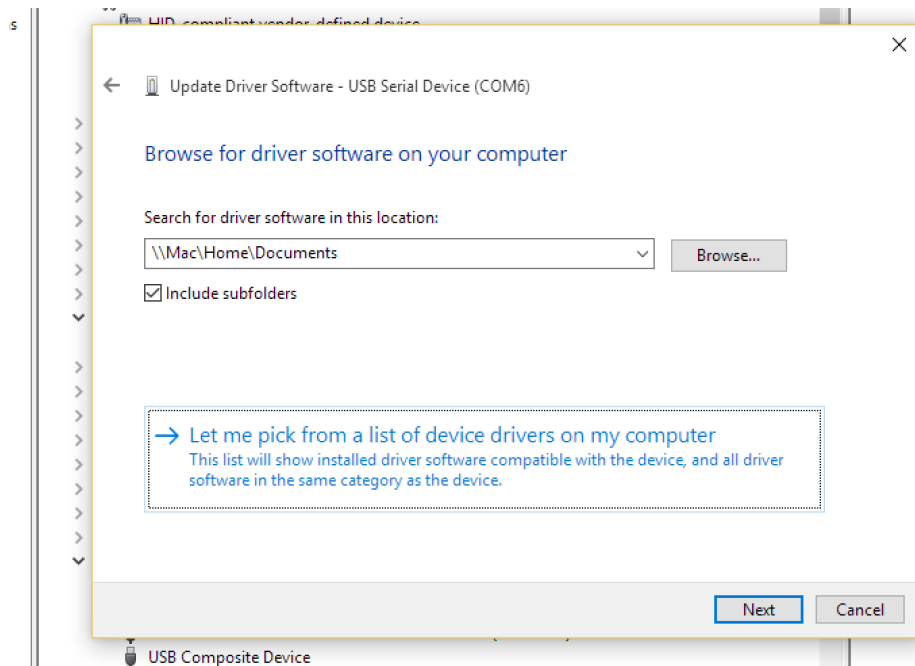 HID-compliant vendor-defined device
Update Driver Software - USB Serial Device (COM6)
Browse for driver software on your computer
Search for driver software in this location:
\\Mac\Home\Documents
Browse...
Include subfolders
Let me pick from a list of device drivers on my computer
This list will show installed driver software compatible with the device, and all driver
software in the same category as the device.
Next
Cancel
USB Composite Device